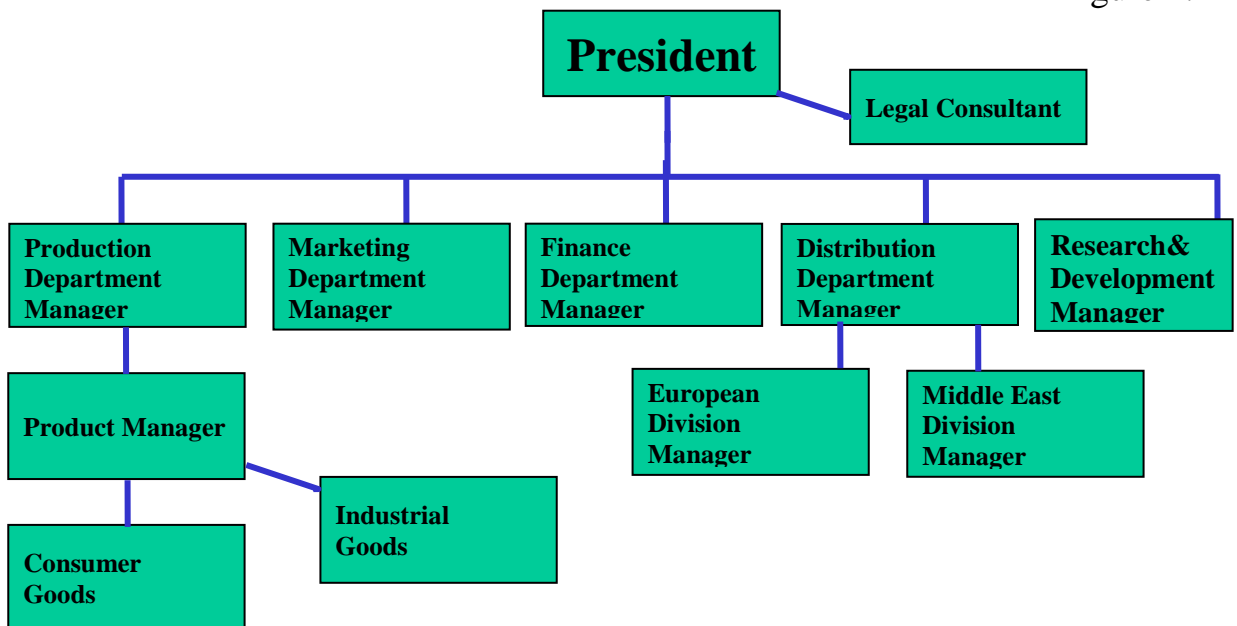 President
Legal Consultant
Production
Department
Manager
Marketing
Department
Manager
Finance
Department
Manager
Distribution
Department
Manager
Research&
Development
Manager
Product Manager
European
Division
Manager
Middle East
Division
Manager
Industrial
Goods
Consumer
Goods